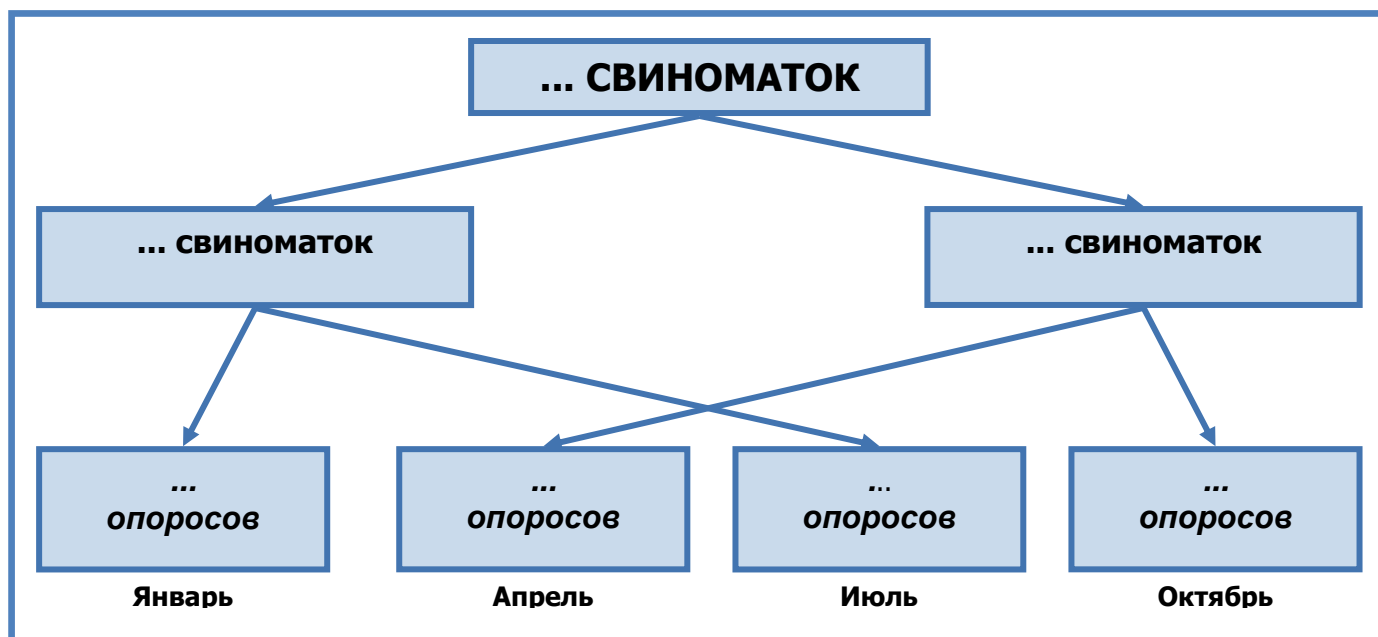 ... СВИНОМАТОК
... свиноматок
... свиноматок
...
опоросов
...
опоросов
...
опоросов
...
опоросов
Январь
Апрель
Июль
Октябрь